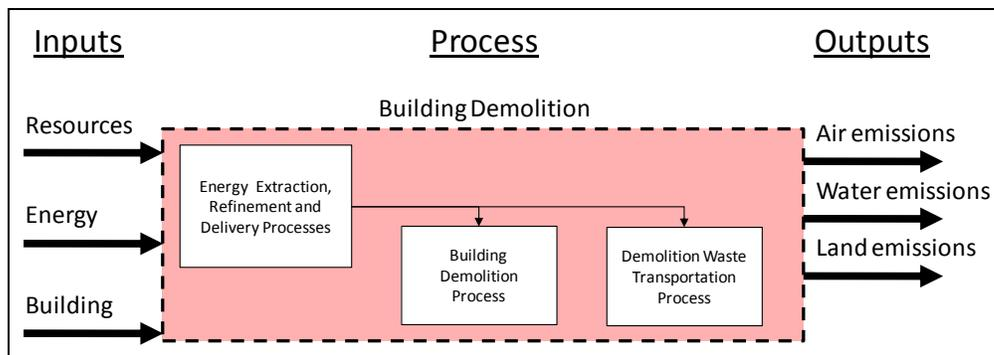 Inputs
Process
Outputs
Building Demolition
Resources
Energy
Building
Energy Extraction,
Refinement and
Delivery Processes
Building
Demolition
Process
Demolition Waste
Transportation
Process
Air emissions
Water emissions
Land emissions